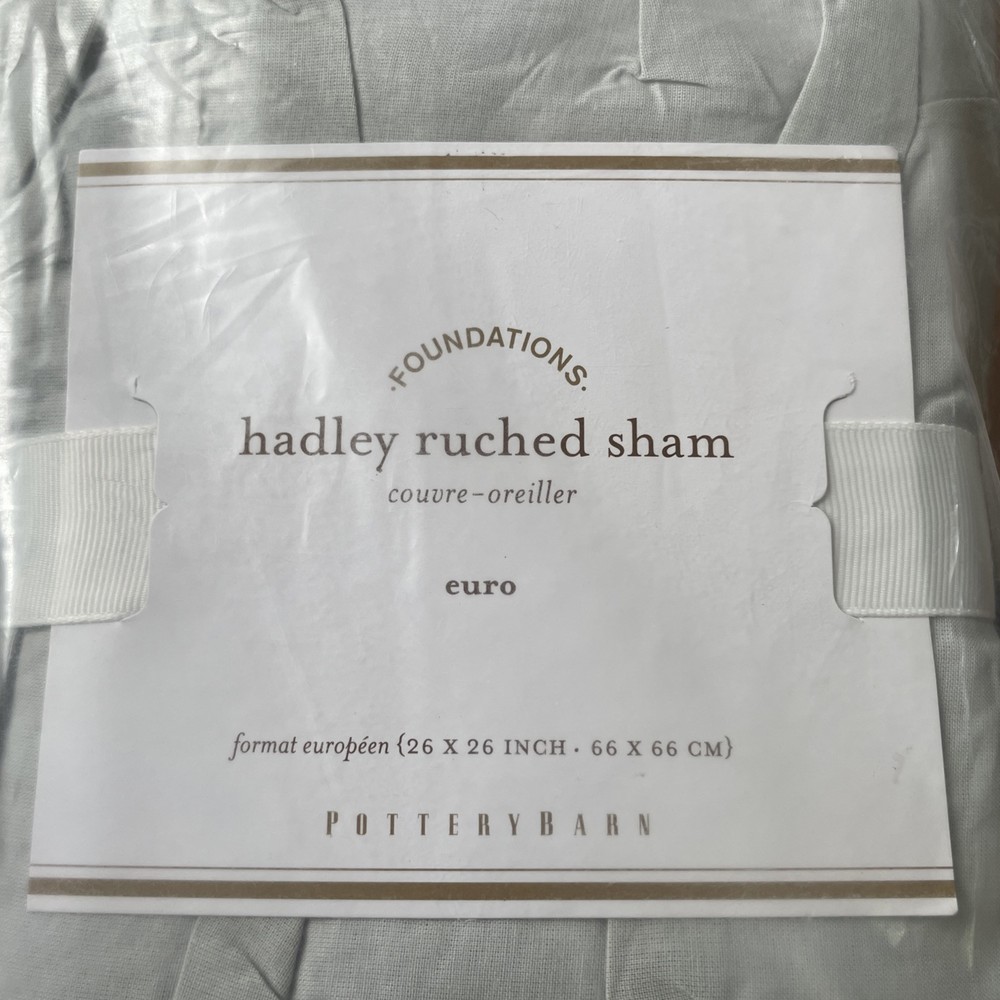 ·FOUNDATIONS·
hadley ruched sham
couvre-oreiller
euro
format européen {26 X 26 INCH · 66 X 66 CM}
POTTERYBARN